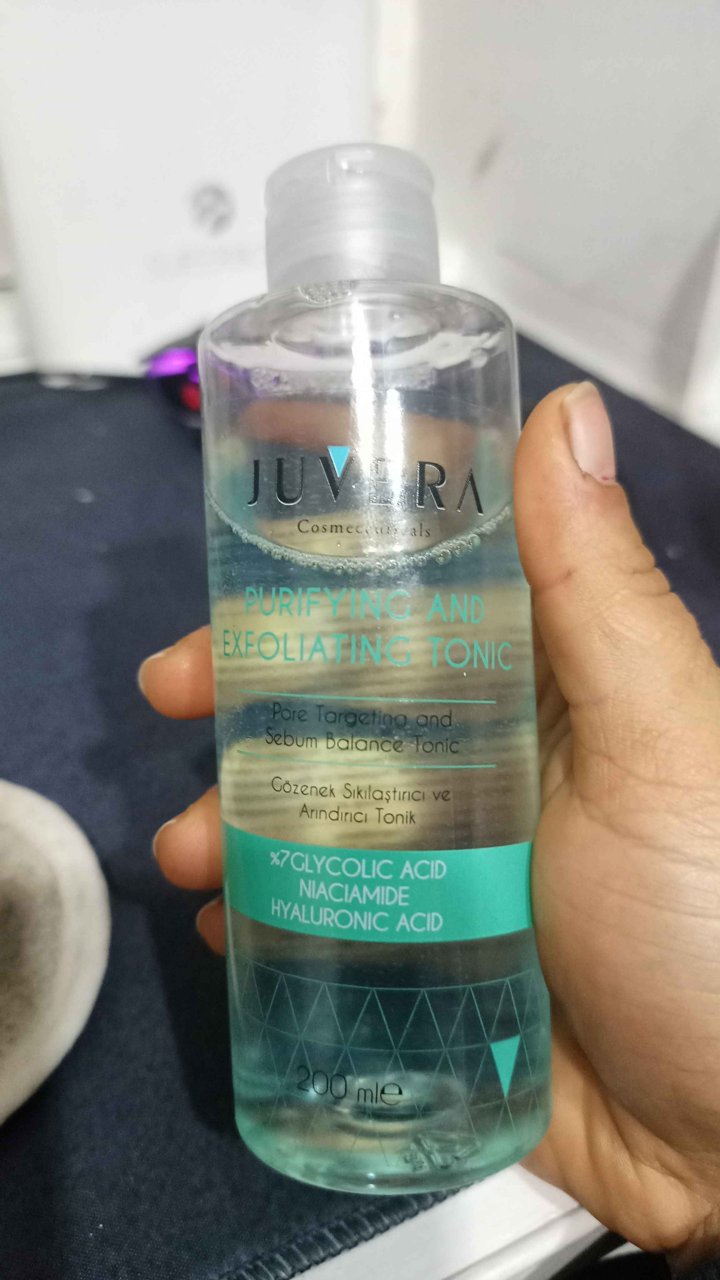 JUVERA
Cosmeceuticals
PURIFYING AND
EXFOLIATING TONIC
Pore Targeting and
Sebum Balance Tonic
Gözenek Sıkılaştırıcı ve
Arındırıcı Tonik
%7GLYCOLIC ACID
NIACIAMIDE
HYALURONIC ACID
200 ml℮